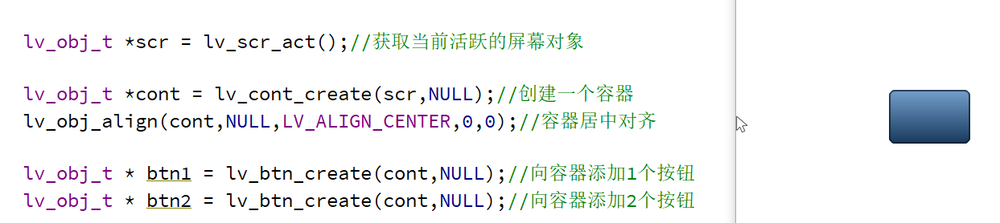 lv_obj_t *scr = lv_scr_act();//获取当前活跃的屏幕对象
lv_obj_t *cont = lv_cont_create(scr,NULL);//创建一个容器
lv_obj_align(cont,NULL,LV_ALIGN_CENTER,0,0);//容器居中对齐
lv_obj_t * btn1 = lv_btn_create(cont,NULL);//向容器添加1个按钮
lv_obj_t * btn2 = lv_btn_create(cont,NULL);//向容器添加2个按钮